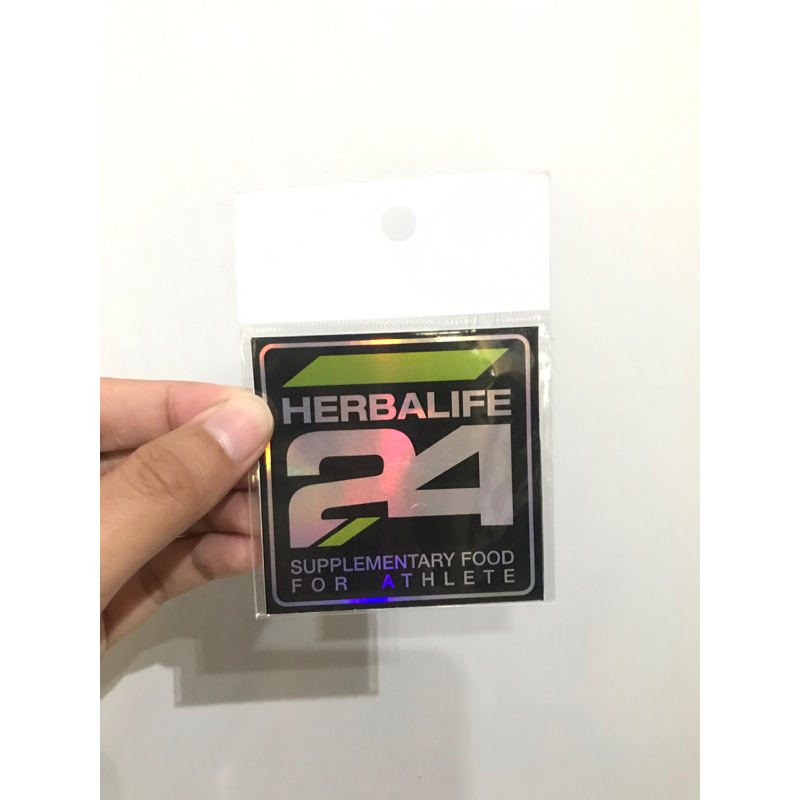 HERBALIFE
24
SUPPLEMENTARY FOOD
FOR ATHLETE